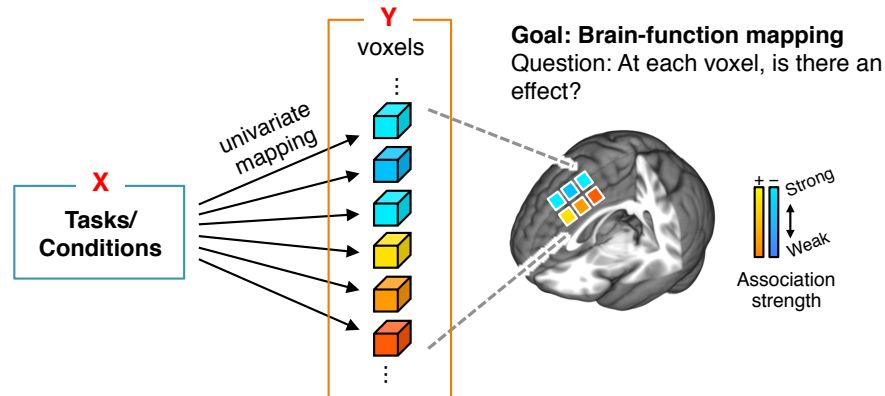 Y
voxels
...
univariate
mapping
X
Tasks/
Conditions
...
Goal: Brain-function mapping
Question: At each voxel, is there an
effect?
+ −
Strong
Weak
Association
strength